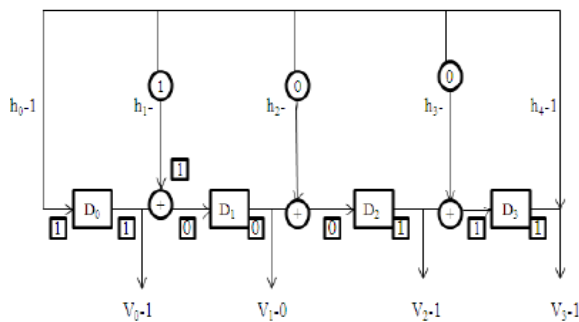 1 0 0
h₀-1 h₁- h₂- h₃- h₄-1
1
D₀ + D₁ + D₂ + D₃
1 1 0 0 0 1 1 1
V₀-1 V₁-0 V₂-1 V₃-1